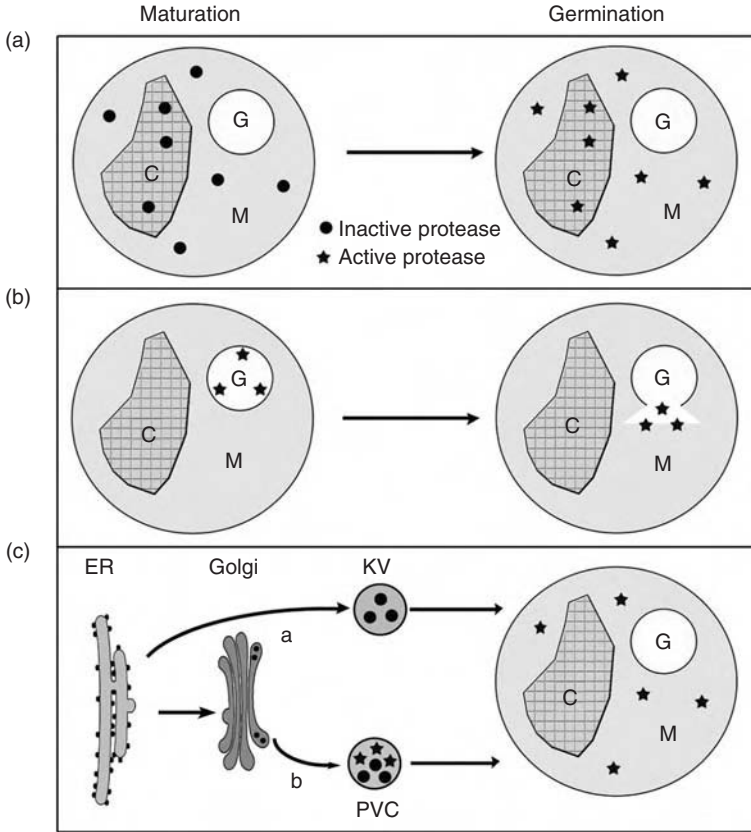 Maturation Germination
(a)
G G
C C
M M
Inactive protease
Active protease
(b)
G G
C C
M M
(c)
ER Golgi KV
a
G
C
M
b
PVC